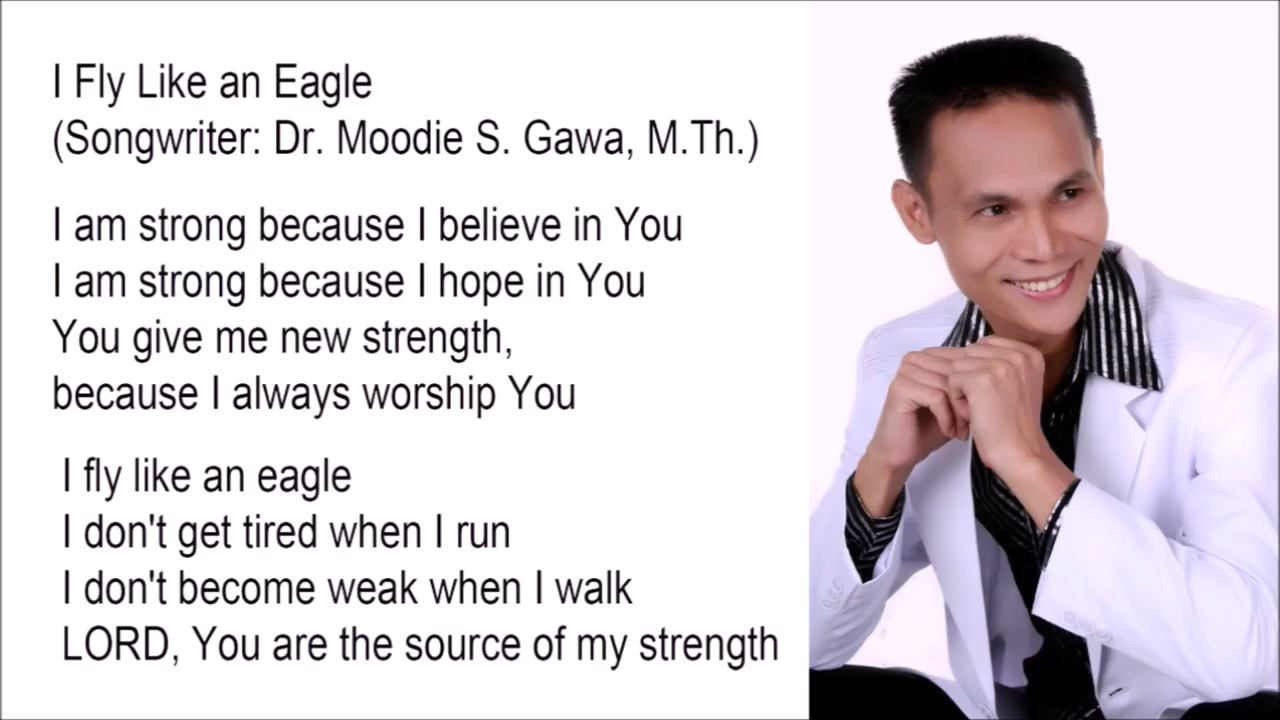 I Fly Like an Eagle
(Songwriter: Dr. Moodie S. Gawa, M.Th.)
I am strong because I believe in You
I am strong because I hope in You
You give me new strength,
because I always worship You
I fly like an eagle
I don't get tired when I run
I don't become weak when I walk
LORD, You are the source of my strength